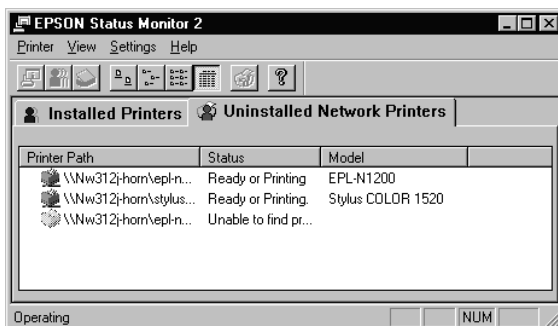 EPSON Status Monitor 2
Printer View Settings Help
Installed Printers Uninstalled Network Printers
Printer Path Status Model
\\Nw312j-horn\epl-n... Ready or Printing EPL-N1200
\\Nw312j-horn\stylus... Ready or Printing. Stylus COLOR 1520
\\Nw312j-horn\epl-n... Unable to find pr...
Operating NUM